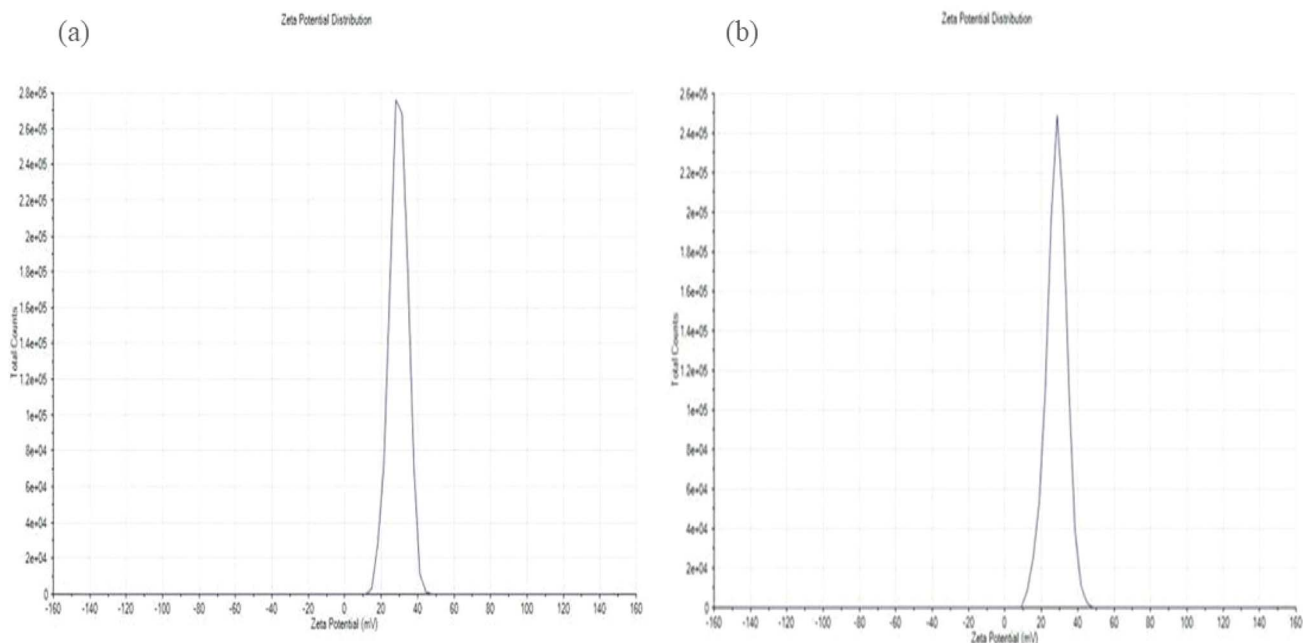 (a)
Zeta Potential Distribution
2.8e+05
2.6e+05
2.4e+05
2.2e+05
2e+05
1.8e+05
1.6e+05
1.4e+05
1.2e+05
1e+05
8e+04
6e+04
4e+04
2e+04
0
Total Counts
-160 -140 -120 -100 -80 -60 -40 -20 0 20 40 60 80 100 120 140 160
Zeta Potential (mV)
(b)
Zeta Potential Distribution
2.6e+05
2.4e+05
2.2e+05
2e+05
1.8e+05
1.6e+05
1.4e+05
1.2e+05
1e+05
8e+04
6e+04
4e+04
2e+04
0
Total Counts
-160 -140 -120 -100 -80 -60 -40 -20 0 20 40 60 80 100 120 140 160
Zeta Potential (mV)